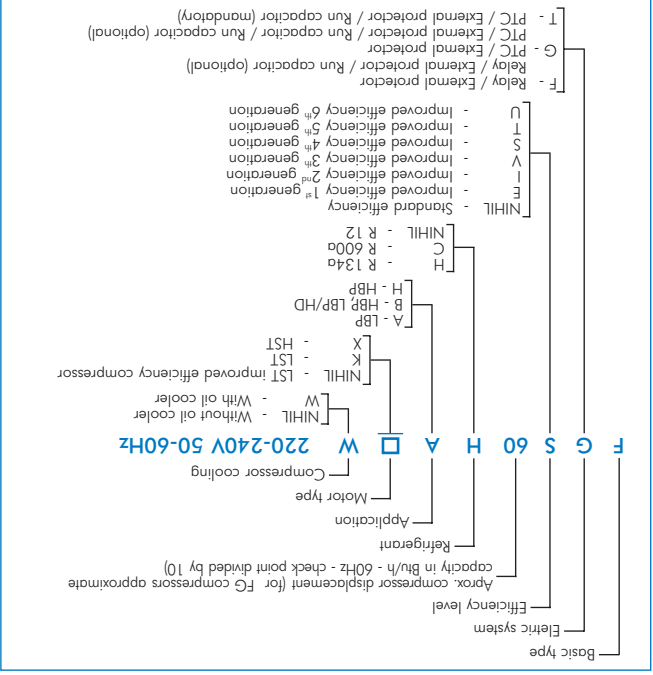 Basic type
Eletric system
Efficiency level
Aprox. compressor displacement (for FG compressors approximate
capacity in Btu/h - 60Hz - check point divided by 10)
Refrigerant
Application
Motor type
Compressor cooling
F G S 60 H A □ W 220-240V 50-60Hz
NIHIL - Without oil cooler
W - With oil cooler
NIHIL - LST improved efficiency compressor
K - LST
X - HST
A - LBP
B - HBP, LBP/HD
H - HBP
H - R 134a
C - R 600a
NIHIL - R 12
NIHIL - Standard efficiency
E - Improved efficiency 1st generation
I - Improved efficiency 2nd generation
V - Improved efficiency 3th generation
S - Improved efficiency 4th generation
T - Improved efficiency 5th generation
U - Improved efficiency 6th generation
F - Relay / External protector
Relay / External protector / Run capacitor (optional)
G - PTC / External protector
PTC / External protector / Run capacitor / Run capacitor (optional)
T - PTC / External protector / Run capacitor (mandatory)